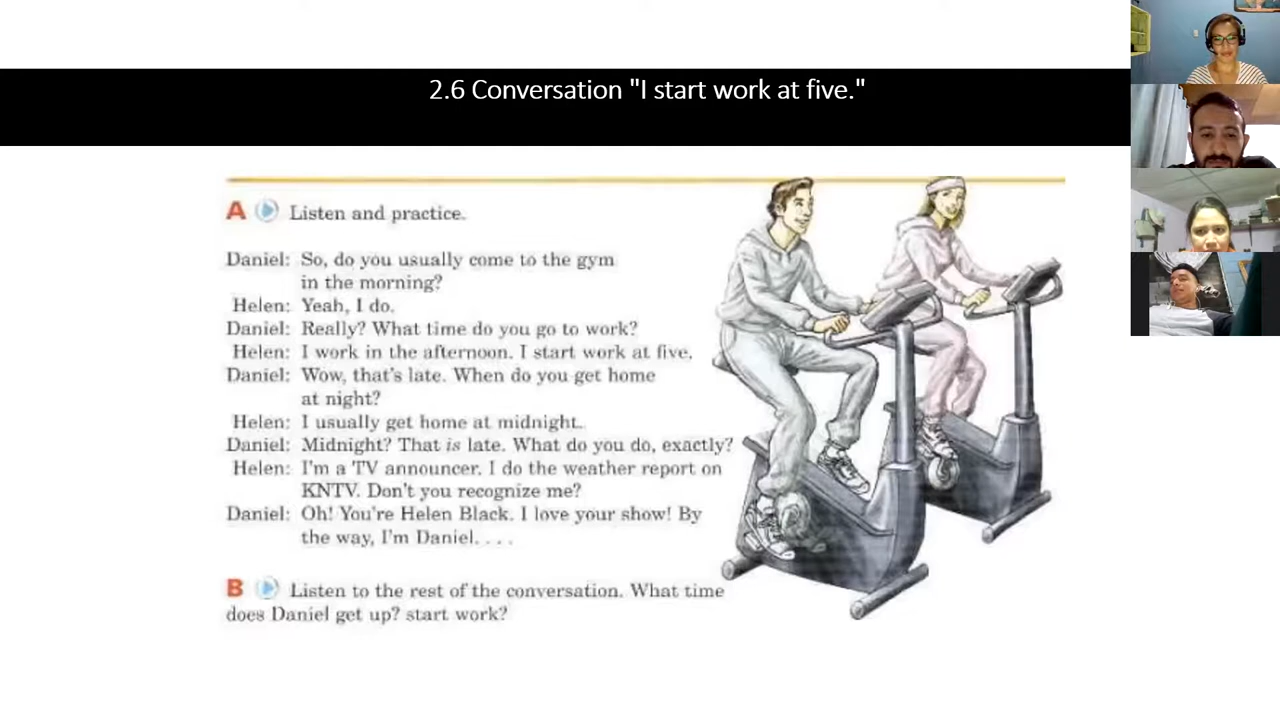 2.6 Conversation "I start work at five."
A Listen and practice.
Daniel: So, do you usually come to the gym
in the morning?
Helen: Yeah, I do.
Daniel: Really? What time do you go to work?
Helen: I work in the afternoon. I start work at five.
Daniel: Wow, that's late. When do you get home
at night?
Helen: I usually get home at midnight.
Daniel: Midnight? That is late. What do you do, exactly?
Helen: I'm a TV announcer. I do the weather report on
KNTV. Don't you recognize me?
Daniel: Oh! You're Helen Black. I love your show! By
the way, I'm Daniel. . . .
B Listen to the rest of the conversation. What time
does Daniel get up? start work?